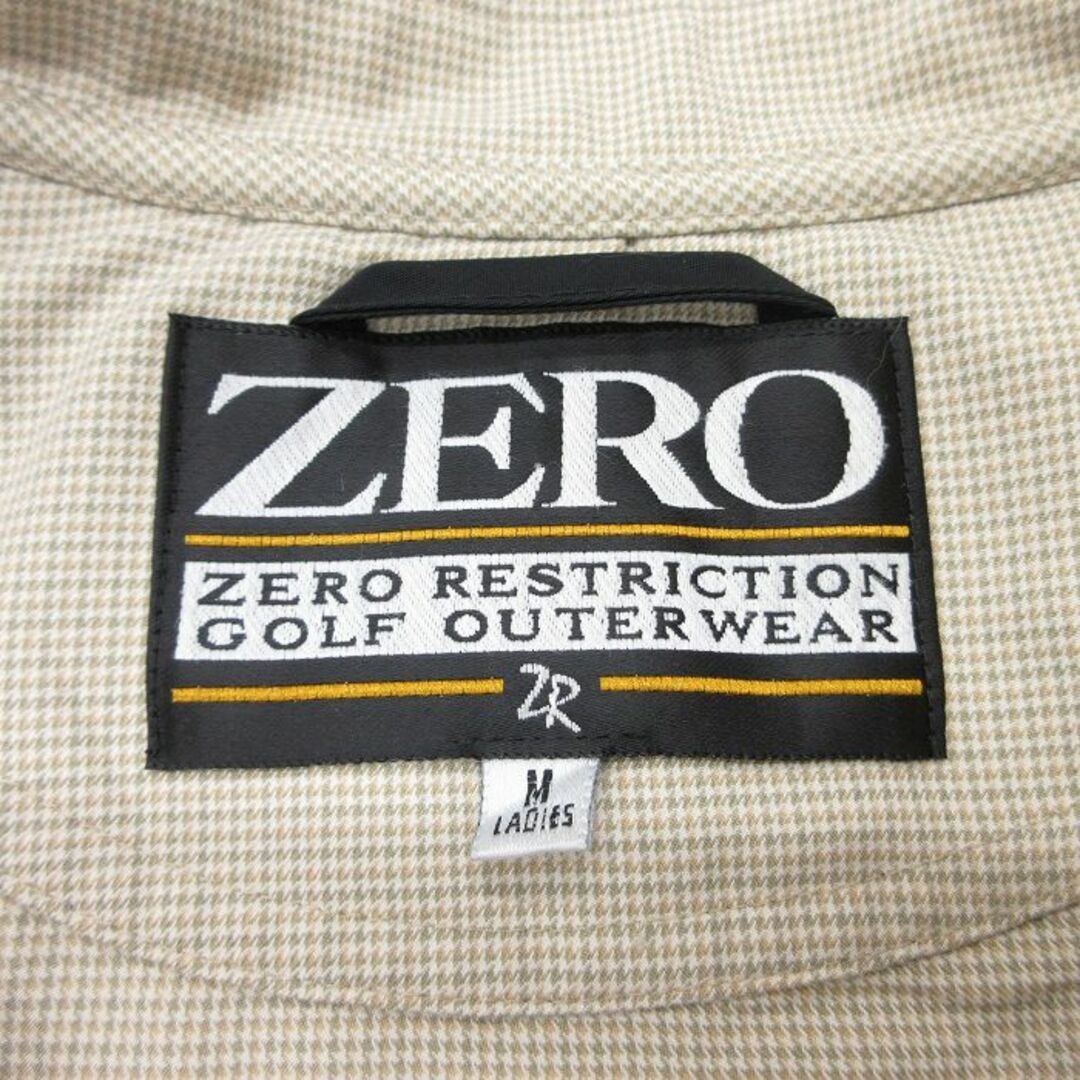 ZERO
ZERO RESTRICTION
GOLF OUTERWEAR
ZR
M
LADIES